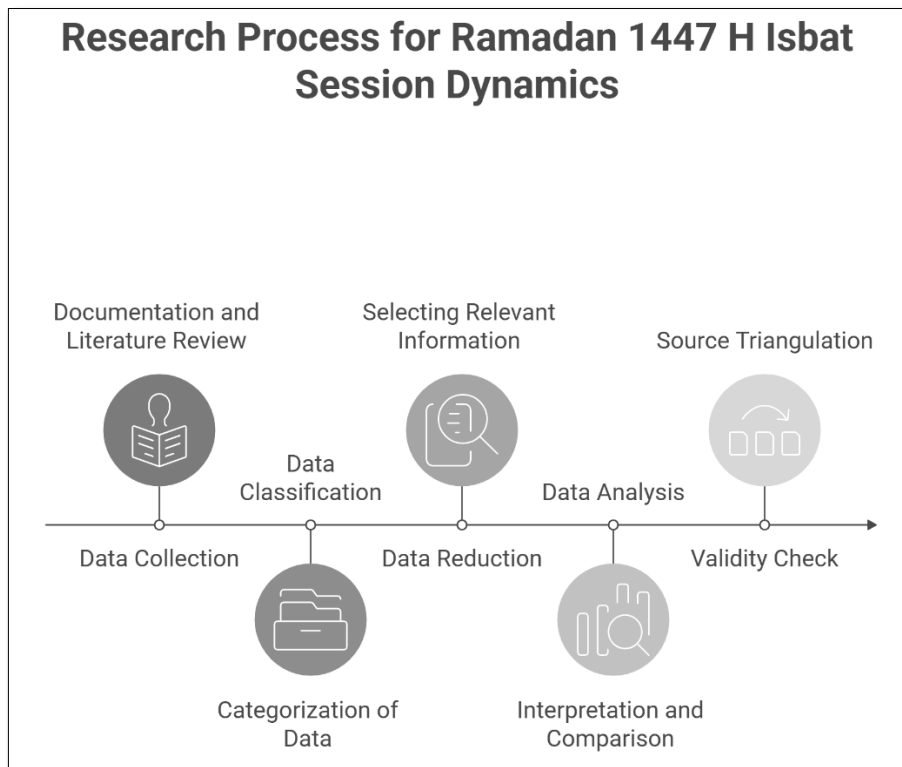 Research Process for Ramadan 1447 H Isbat
Session Dynamics
Documentation and
Literature Review
Data Collection
Data
Classification
Categorization of
Data
Selecting Relevant
Information
Data Reduction
Data Analysis
Interpretation and
Comparison
Source Triangulation
Validity Check